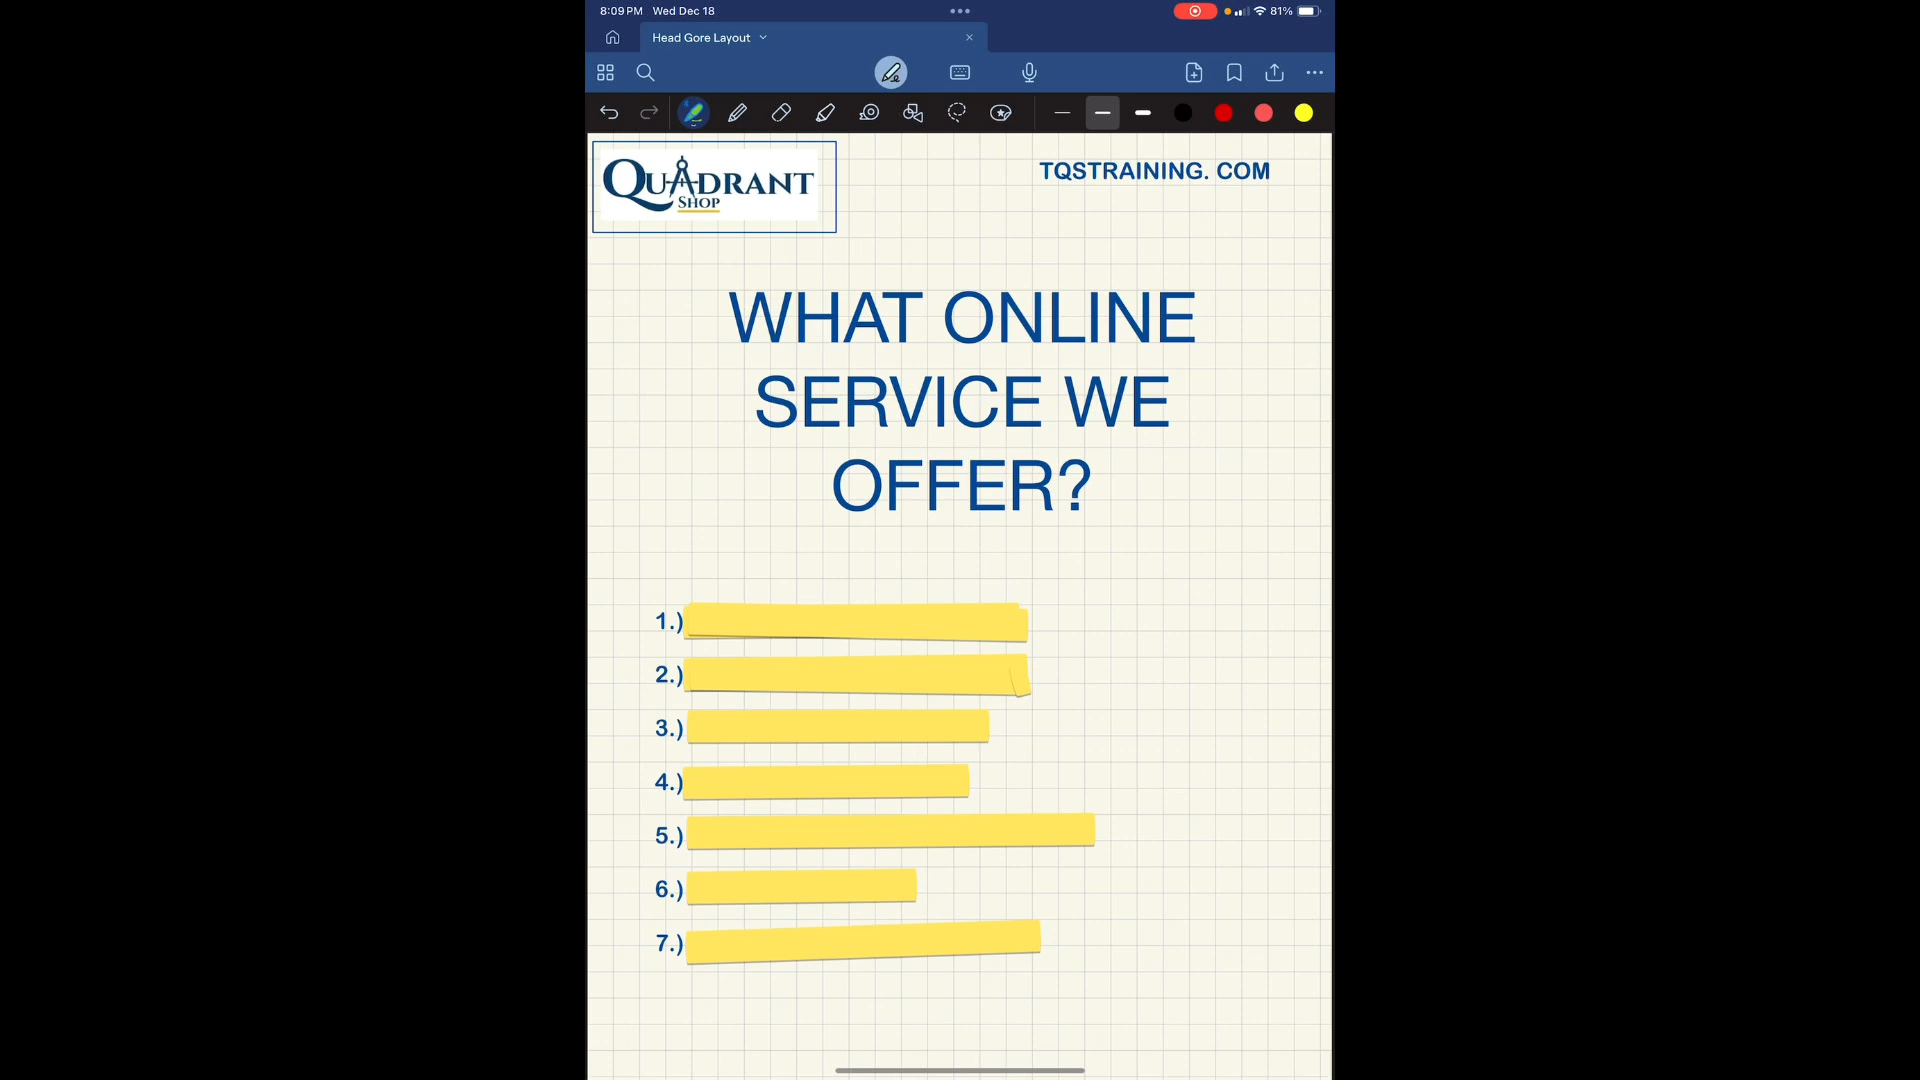 8:09 PM Wed Dec 18
81%
Head Gore Layout
QUADRANT
SHOP
TQSTRAINING. COM
WHAT ONLINE
SERVICE WE
OFFER?
1.)
2.)
3.)
4.)
5.)
6.)
7.)